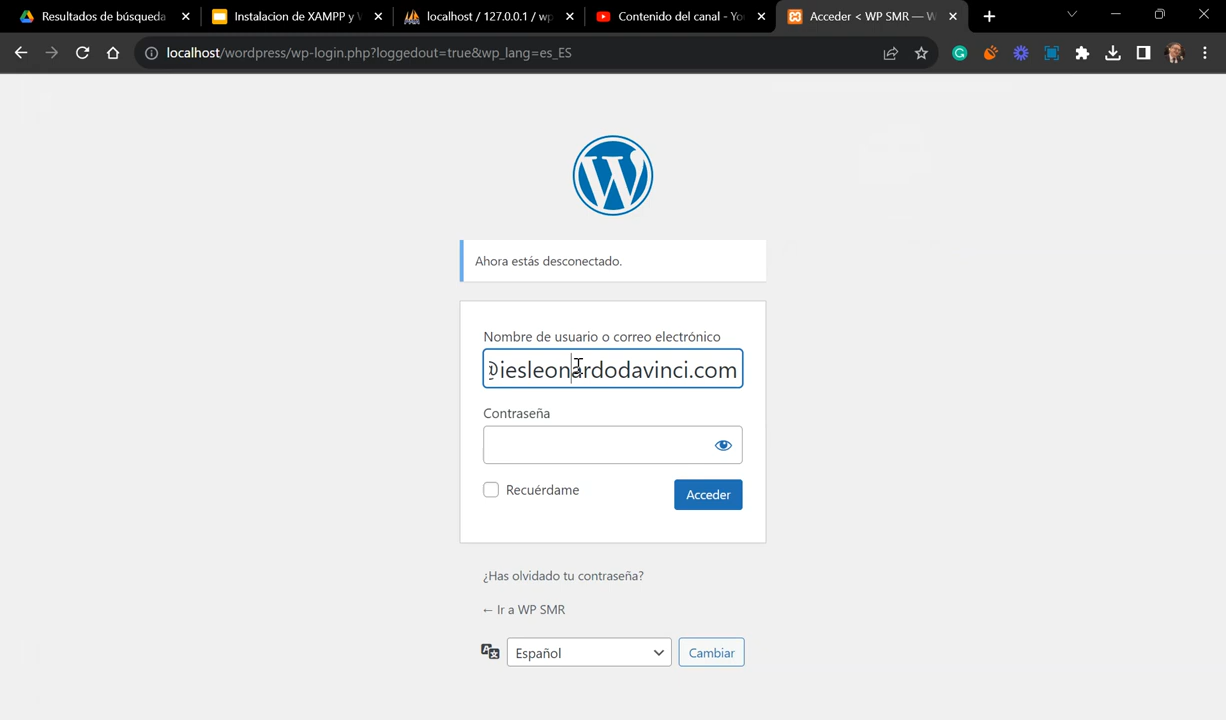 Resultados de búsqueda
Instalacion de XAMPP y
localhost / 127.0.0.1 / wp
Contenido del canal - Yo
Acceder < WP SMR — W
localhost/wordpress/wp-login.php?loggedout=true&wp_lang=es_ES
Ahora estás desconectado.
Nombre de usuario o correo electrónico
@iesleonardodavinci.com
Contraseña
Recuérdame
Acceder
¿Has olvidado tu contraseña?
← Ir a WP SMR
Español
Cambiar